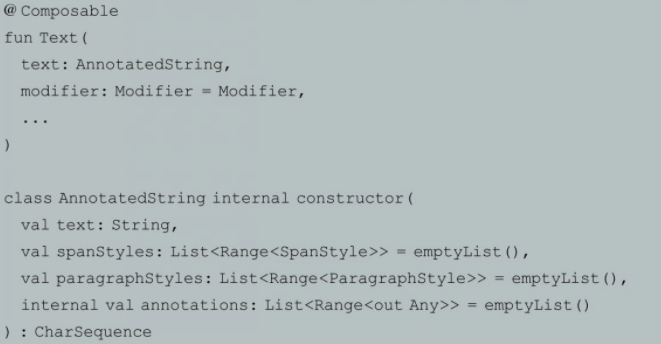 @Composable
fun Text(
  text: AnnotatedString,
  modifier: Modifier = Modifier,
  ...
)

class AnnotatedString internal constructor(
  val text: String,
  val spanStyles: List<Range<SpanStyle>> = emptyList(),
  val paragraphStyles: List<Range<ParagraphStyle>> = emptyList(),
  internal val annotations: List<Range<out Any>> = emptyList()
) : CharSequence